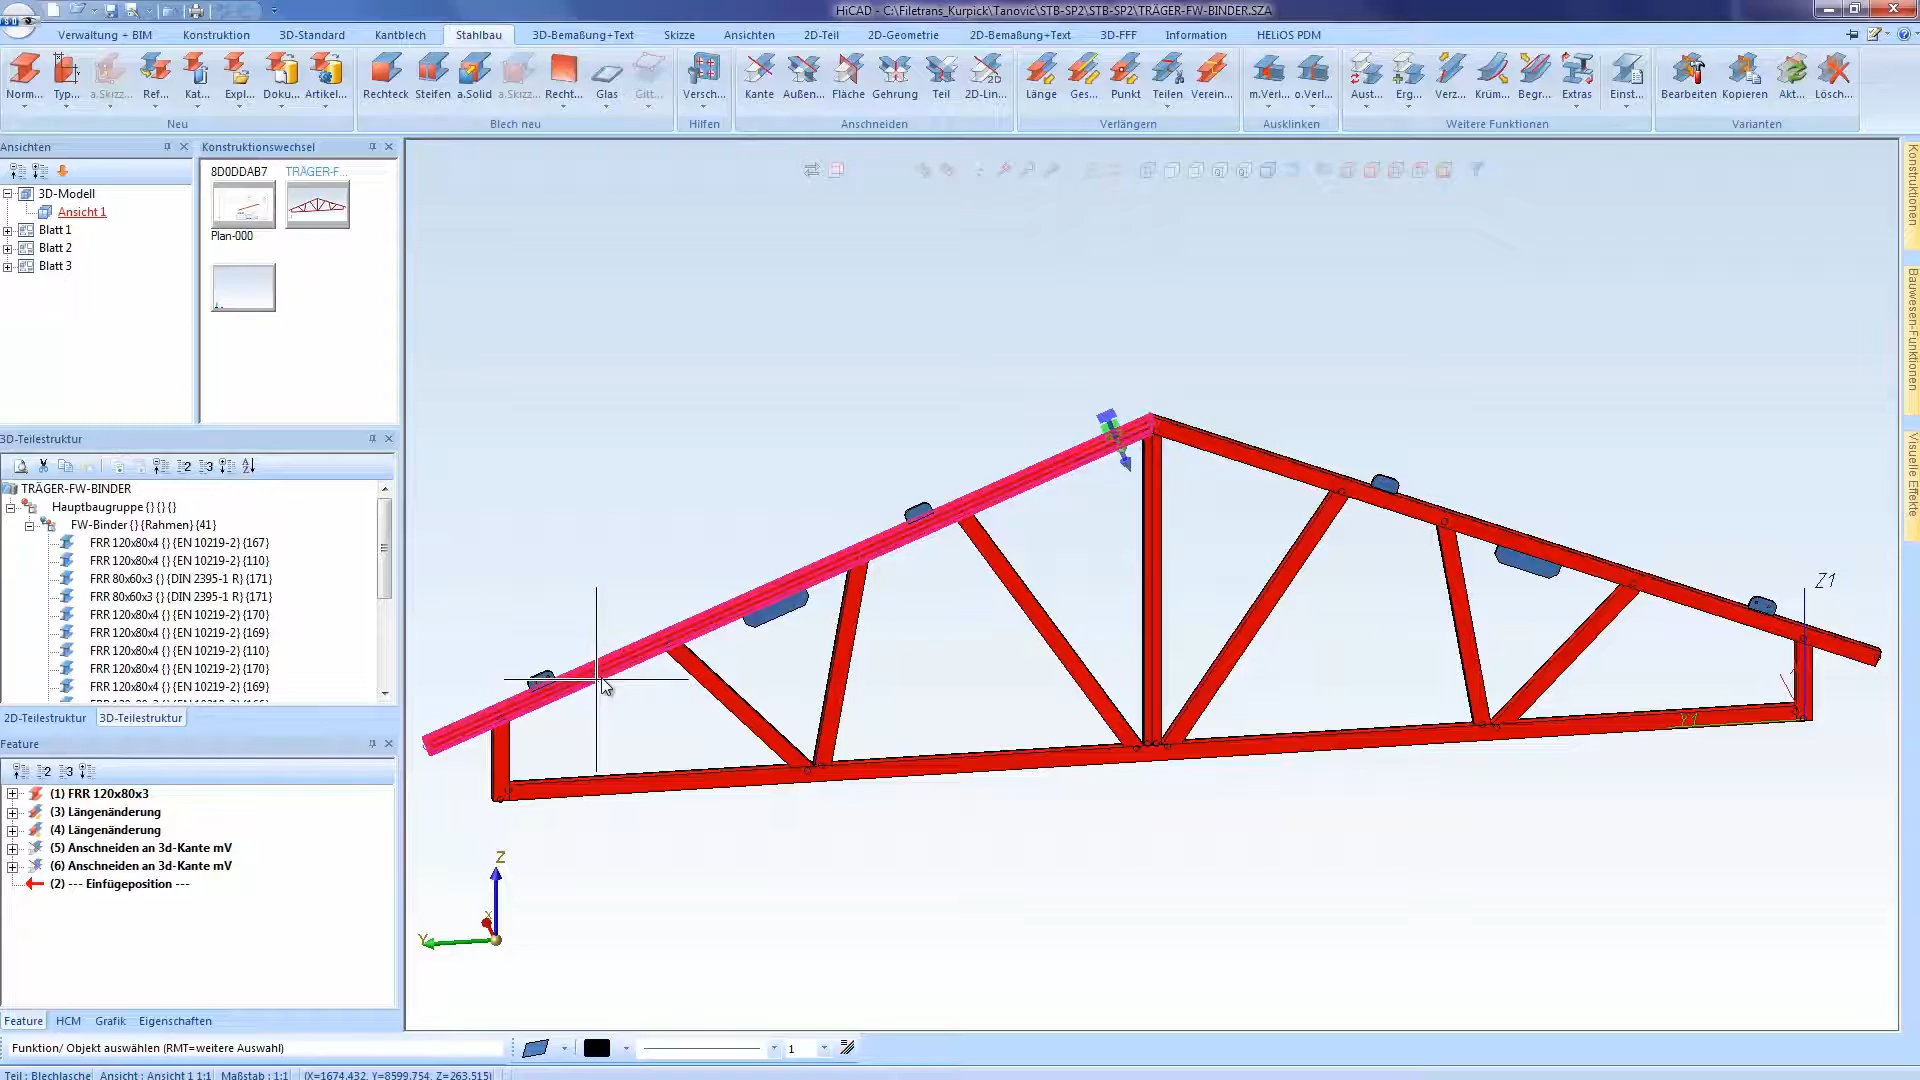 HiCAD - C:\Filetrans_Kurpick\Tanovic\STB-SP2\STB-SP2\TRÄGER-FW-BINDER.SZA
Verwaltung + BIM Konstruktion 3D-Standard Kantblech Stahlbau 3D-Bemaßung+Text Skizze Ansichten 2D-Teil 2D-Geometrie 2D-Bemaßung+Text 3D-FFF Information HELiOS PDM
Norm... Typ... a.Skizz... Ref... Kat... Expl... Doku... Artikel... Rechteck Steifen a.Solid a.Skizz... Recht... Glas Gitt... Versch... Kante Außen... Fläche Gehrung Teil 2D-Lin... Länge Ges... Punkt Teilen Verein... m.Verl... o.Verl... Aust... Erg... Verz... Krüm... Begr... Extras Einst... Bearbeiten Kopieren Akt... Lösch...
Neu Blech neu Hilfen Anschneiden Verlängern Ausklinken Weitere Funktionen Varianten
Ansichten
3D-Modell
Ansicht 1
Blatt 1
Blatt 2
Blatt 3
Konstruktionswechsel
8D0DDAB7 TRÄGER-F...
Plan-000
3D-Teilestruktur
TRÄGER-FW-BINDER
Hauptbaugruppe {} {} {}
FW-Binder {} {Rahmen} {41}
FRR 120x80x4 {} {EN 10219-2} {167}
FRR 120x80x4 {} {EN 10219-2} {110}
FRR 80x60x3 {} {DIN 2395-1 R} {171}
FRR 80x60x3 {} {DIN 2395-1 R} {171}
FRR 120x80x4 {} {EN 10219-2} {170}
FRR 120x80x4 {} {EN 10219-2} {169}
FRR 120x80x4 {} {EN 10219-2} {110}
FRR 120x80x4 {} {EN 10219-2} {170}
FRR 120x80x4 {} {EN 10219-2} {169}
2D-Teilestruktur 3D-Teilestruktur
Feature
(1) FRR 120x80x3
(3) Längenänderung
(4) Längenänderung
(5) Anschneiden an 3d-Kante mV
(6) Anschneiden an 3d-Kante mV
(2) --- Einfügeposition ---
Feature HCM Grafik Eigenschaften
Z1
Y1
Z
X
Y
Konstruktionen
Bauwesen-Funktionen
Visuelle Effekte
Funktion/ Objekt auswählen (RMT=weitere Auswahl)
1
Teil : Blechlasche Ansicht : Ansicht 1 1:1 Maßstab : 1:1 (X=1674.432, Y=8599.754, Z=263.515)